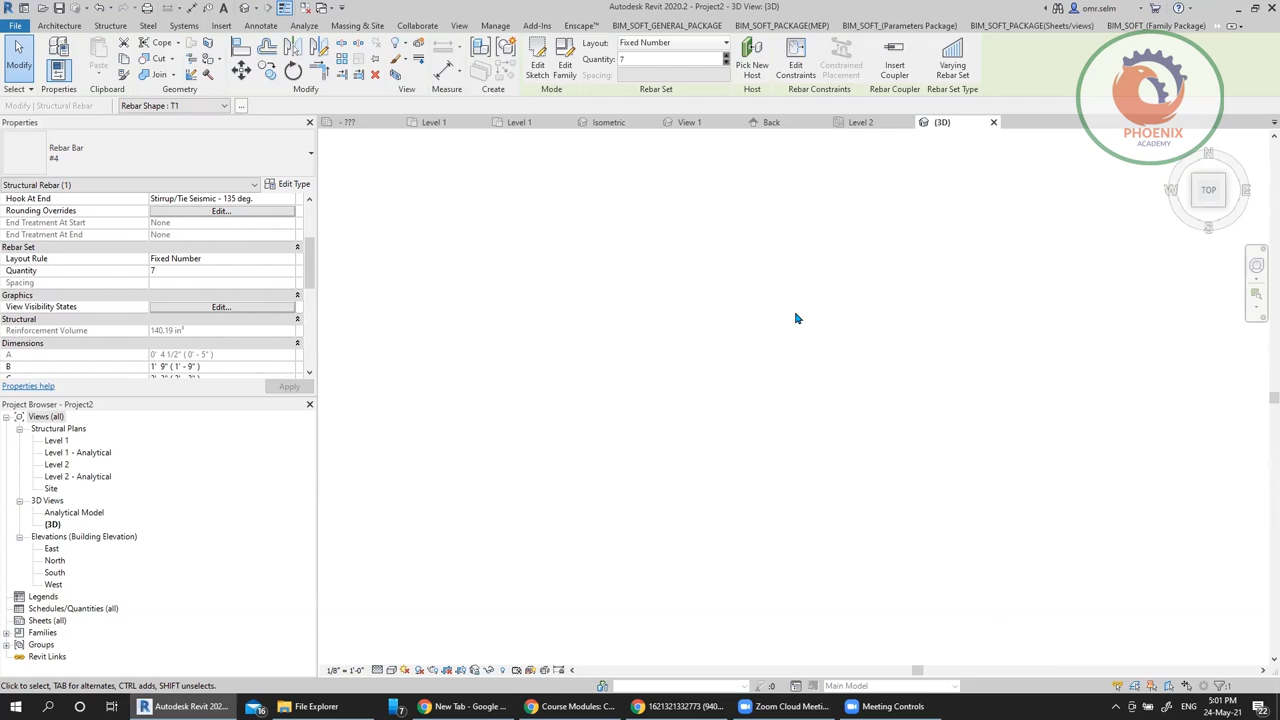 Autodesk Revit 2020.2 - Project2 - 3D View: {3D}
omr.selm
File Architecture Structure Steel Systems Insert Annotate Analyze Massing & Site Collaborate View Manage Add-Ins Enscape™ BIM_SOFT_GENERAL_PACKAGE BIM_SOFT_PACKAGE(MEP) BIM_SOFT_(Parameters Package) BIM_SOFT_PACKAGE(Sheets/views) BIM_SOFT_(Family Package)
Modify
Select
Properties
Paste
Clipboard
Cope
Cut
Join
Geometry
Modify
View
Measure
Create
Edit Sketch
Edit Family
Mode
Layout: Fixed Number
Quantity: 7
Spacing:
Rebar Set
Pick New Host
Host
Edit Constraints
Constrained Placement
Rebar Constraints
Insert Coupler
Rebar Coupler
Varying Rebar Set
Rebar Set Type
PHOENIX
ACADEMY
Modify | Structural Rebar
Rebar Shape : T1
...
Properties
- ???
Level 1
Level 1
Isometric
View 1
Back
Level 2
{3D}
Rebar Bar
#4
N
W TOP E
S
Structural Rebar (1)
Edit Type
Hook At End Stirrup/Tie Seismic - 135 deg.
Rounding Overrides Edit...
End Treatment At Start None
End Treatment At End None
Rebar Set
Layout Rule Fixed Number
Quantity 7
Spacing
Graphics
View Visibility States Edit...
Structural
Reinforcement Volume 140.19 in³
Dimensions
A 0' 4 1/2" ( 0' - 5" )
B 1' 9" ( 1' - 9" )
Properties help Apply
Project Browser - Project2
Views (all)
Structural Plans
Level 1
Level 1 - Analytical
Level 2
Level 2 - Analytical
Site
3D Views
Analytical Model
{3D}
Elevations (Building Elevation)
East
North
South
West
Legends
Schedules/Quantities (all)
Sheets (all)
Families
Groups
Revit Links
1/8" = 1'-0"
Click to select, TAB for alternates, CTRL adds, SHIFT unselects.
:0
Main Model
:1
Autodesk Revit 202...
16
File Explorer
7
New Tab - Google ...
Course Modules: C...
1621321332773 (940...
Zoom Cloud Meeti...
Meeting Controls
5:01 PM
24-May-21
22